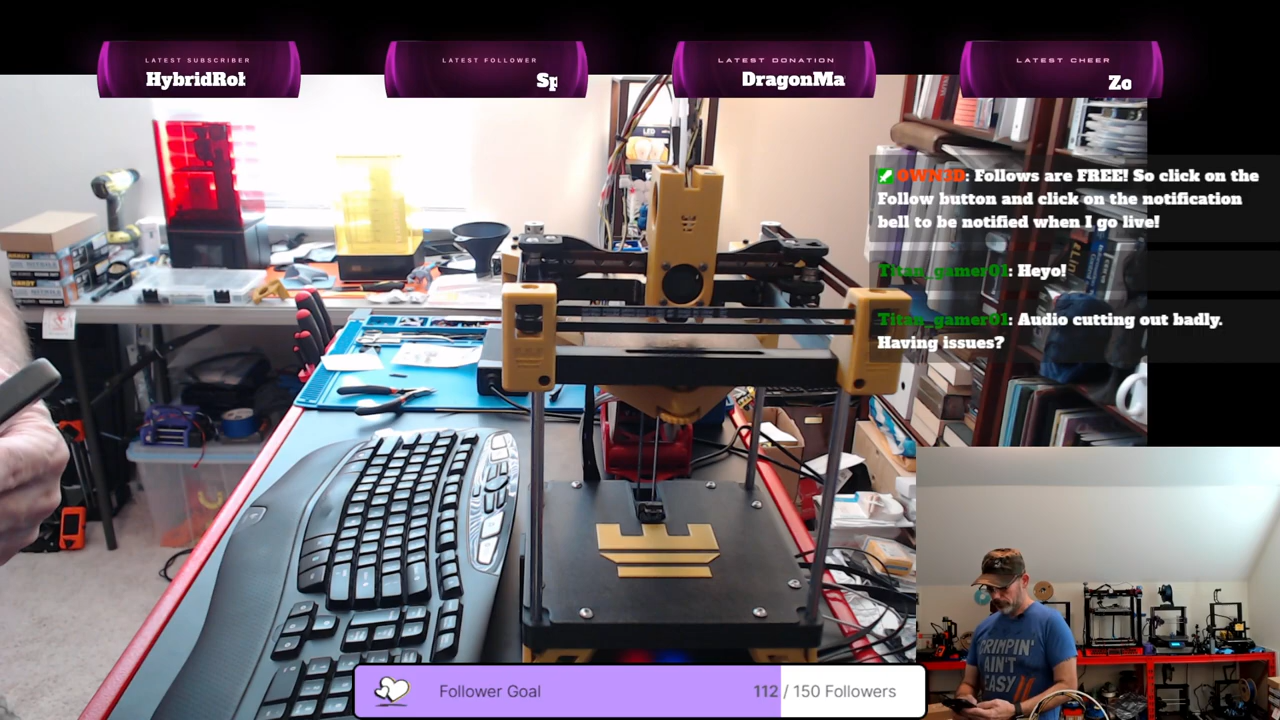 LATEST SUBSCRIBER
HybridRol
LATEST FOLLOWER
Sp
LATEST DONATION
DragonMa
LATEST CHEER
Zo
LED
OWN3D: Follows are FREE! So click on the
Follow button and click on the notification
bell to be notified when I go live!
Titan_gamer01: Heyo!
Titan_gamer01: Audio cutting out badly.
Having issues?
CRIMPIN'
AIN'T
EASY
Follower Goal
112 / 150 Followers